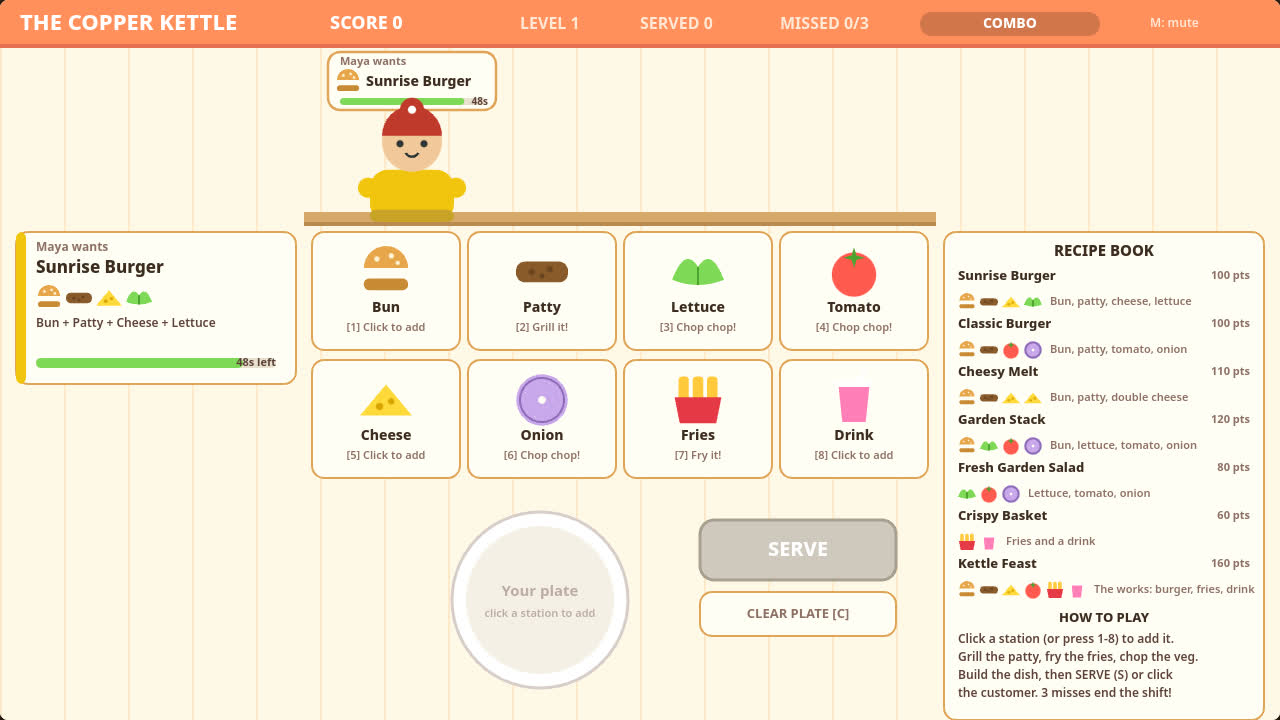 THE COPPER KETTLE
SCORE 0
LEVEL 1
SERVED 0
MISSED 0/3
COMBO
M: mute
Maya wants
Sunrise Burger
48s
Maya wants
Sunrise Burger
Bun + Patty + Cheese + Lettuce
48s left
Bun
[1] Click to add
Patty
[2] Grill it!
Lettuce
[3] Chop chop!
Tomato
[4] Chop chop!
Cheese
[5] Click to add
Onion
[6] Chop chop!
Fries
[7] Fry it!
Drink
[8] Click to add
Your plate
click a station to add
SERVE
CLEAR PLATE [C]
RECIPE BOOK
Sunrise Burger 100 pts
Bun, patty, cheese, lettuce
Classic Burger 100 pts
Bun, patty, tomato, onion
Cheesy Melt 110 pts
Bun, patty, double cheese
Garden Stack 120 pts
Bun, lettuce, tomato, onion
Fresh Garden Salad 80 pts
Lettuce, tomato, onion
Crispy Basket 60 pts
Fries and a drink
Kettle Feast 160 pts
The works: burger, fries, drink
HOW TO PLAY
Click a station (or press 1-8) to add it.
Grill the patty, fry the fries, chop the veg.
Build the dish, then SERVE (S) or click
the customer. 3 misses end the shift!